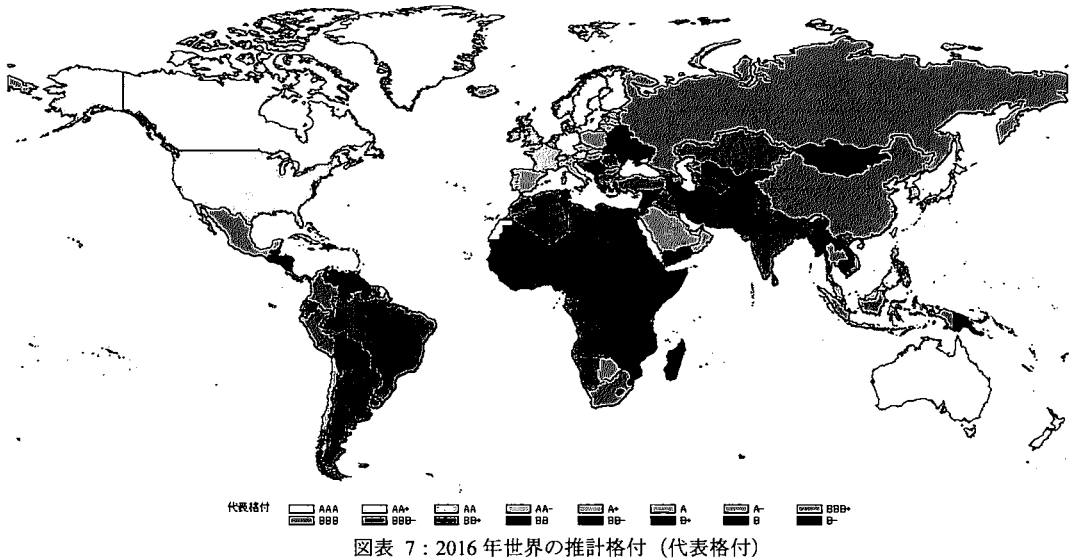 代表格付 AAA AA+ AA AA- A+ A A- BBB+
BBB BBB- BB+ BB BB- B+ B B-
図表 7：2016 年世界の推計格付（代表格付）